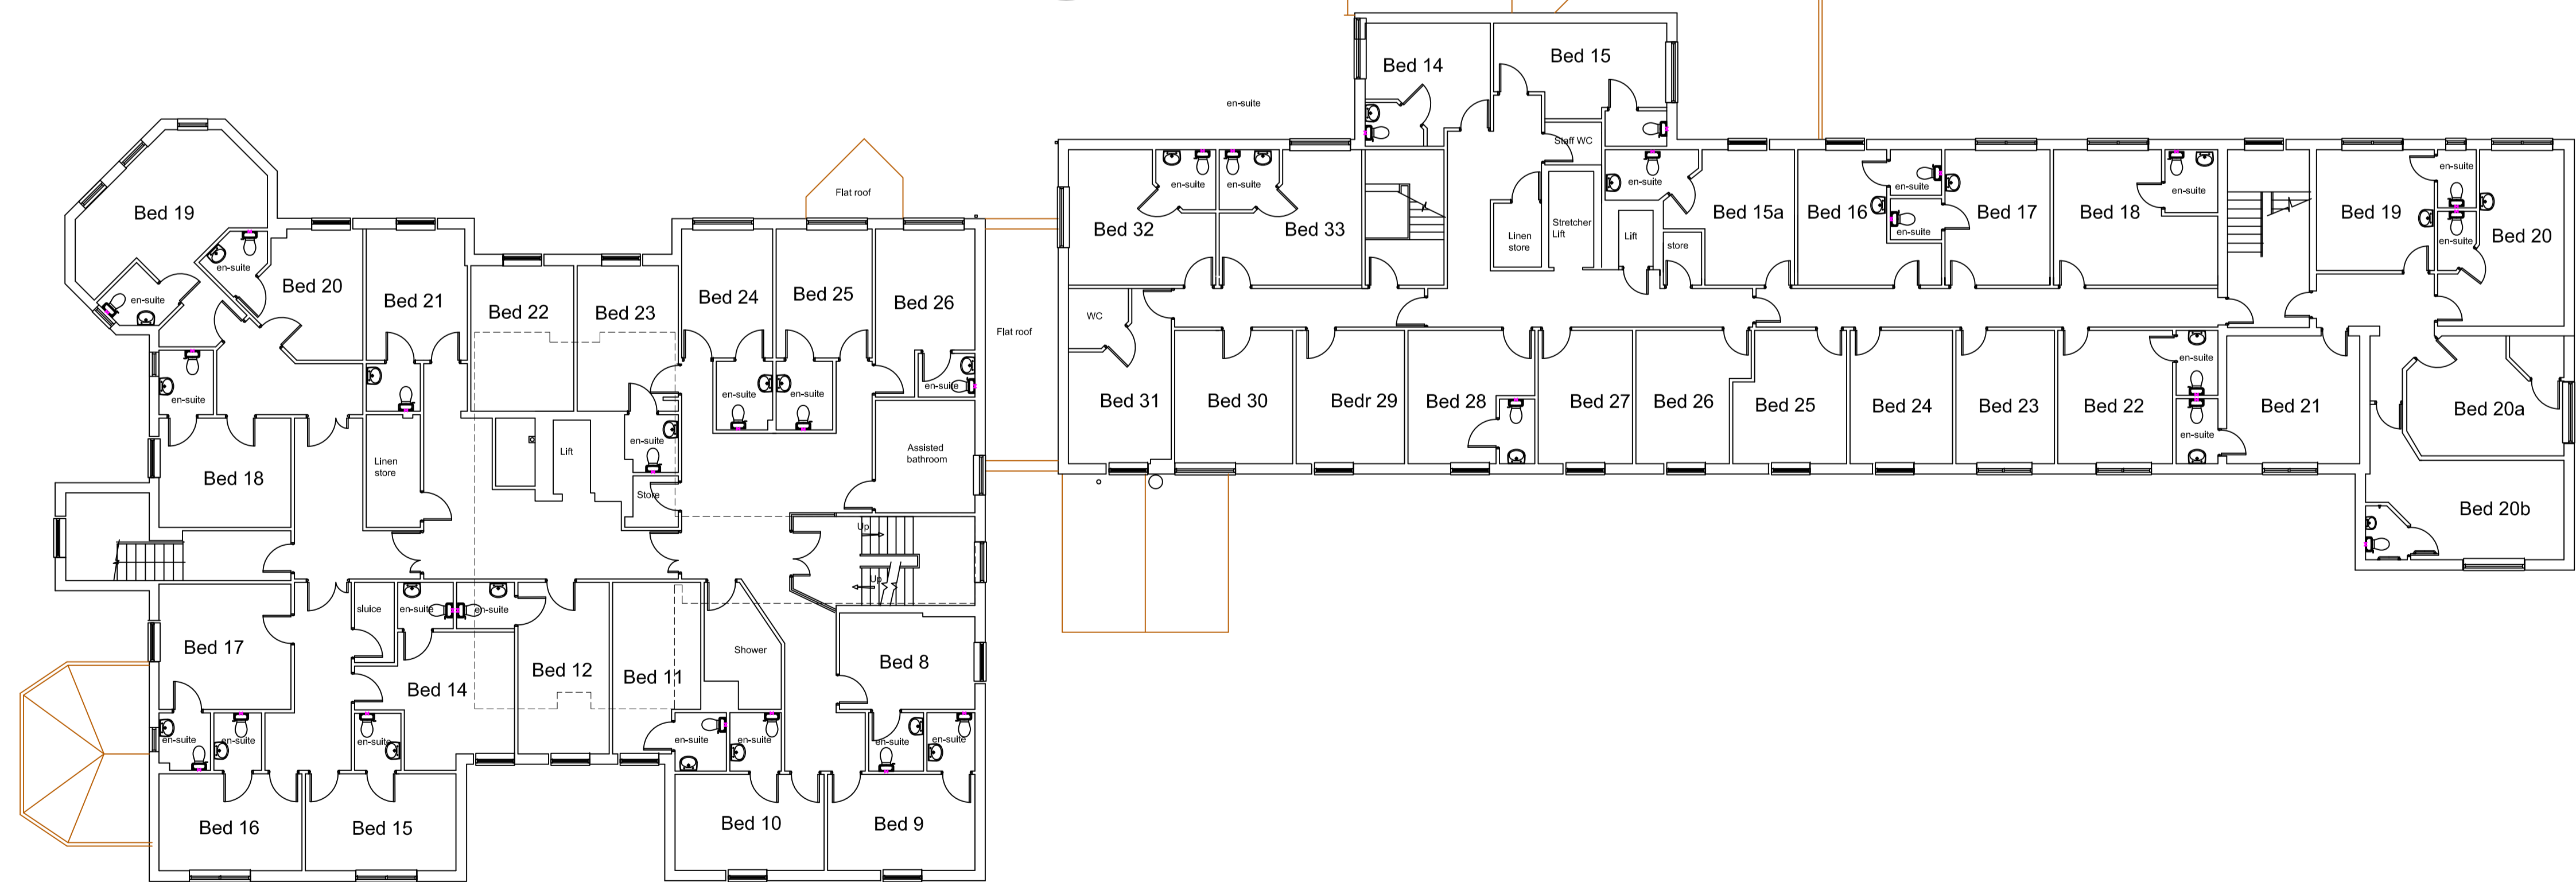 Bed 14
Bed 15
en-suite
Staff WC
Flat roof
en-suite
en-suite
en-suite
en-suite
en-suite
en-suite
en-suite
Bed 19
Bed 32
Bed 33
Linen
store
Stretcher
Lift
Lift
store
Bed 15a
Bed 16
en-suite
Bed 17
Bed 18
Bed 19
en-suite
Bed 20
en-suite
en-suite
Bed 20
Bed 21
Bed 22
Bed 23
Bed 24
Bed 25
Bed 26
Flat roof
WC
en-suite
en-suite
en-suite
en-suite
en-suite
Bed 31
Bed 30
Bedr 29
Bed 28
Bed 27
Bed 26
Bed 25
Bed 24
Bed 23
Bed 22
en-suite
Bed 21
Bed 20a
Bed 18
Linen
store
Lift
en-suite
Store
Assisted
bathroom
Bed 20b
Up
Up
sluice
en-suite
en-suite
Bed 17
Bed 14
Bed 12
Bed 11
Shower
Bed 8
en-suite
en-suite
en-suite
en-suite
en-suite
en-suite
en-suite
Bed 16
Bed 15
Bed 10
Bed 9